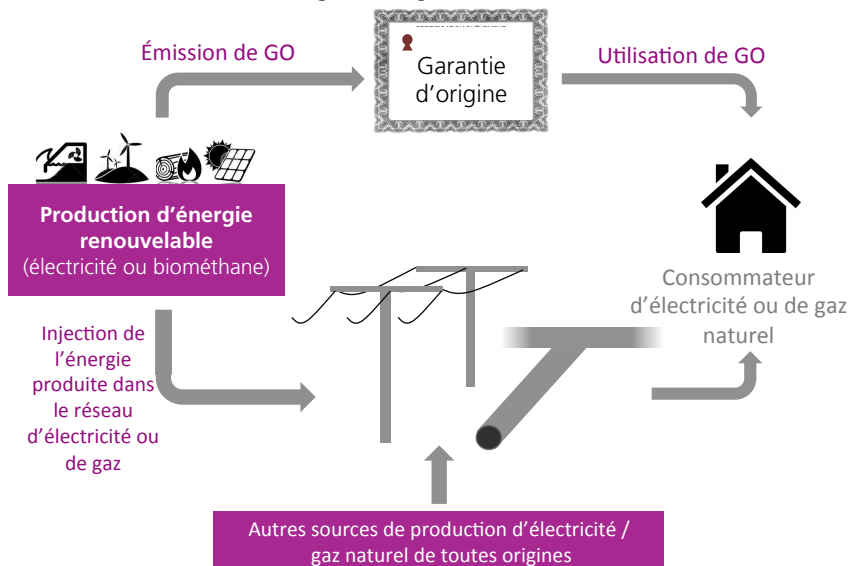 Émission de GO
Garantie
d'origine
Utilisation de GO
Production d'énergie
renouvelable
(électricité ou biométhane)
Consommateur
d'électricité ou de gaz
naturel
Injection de
l'énergie
produite dans
le réseau
d'électricité ou
de gaz
Autres sources de production d'électricité /
gaz naturel de toutes origines